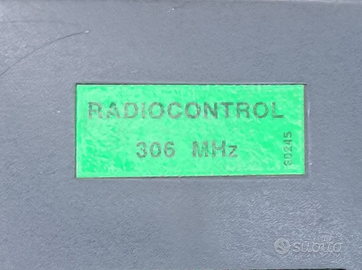 RADIOCONTROL
306 MHz
80245
subito